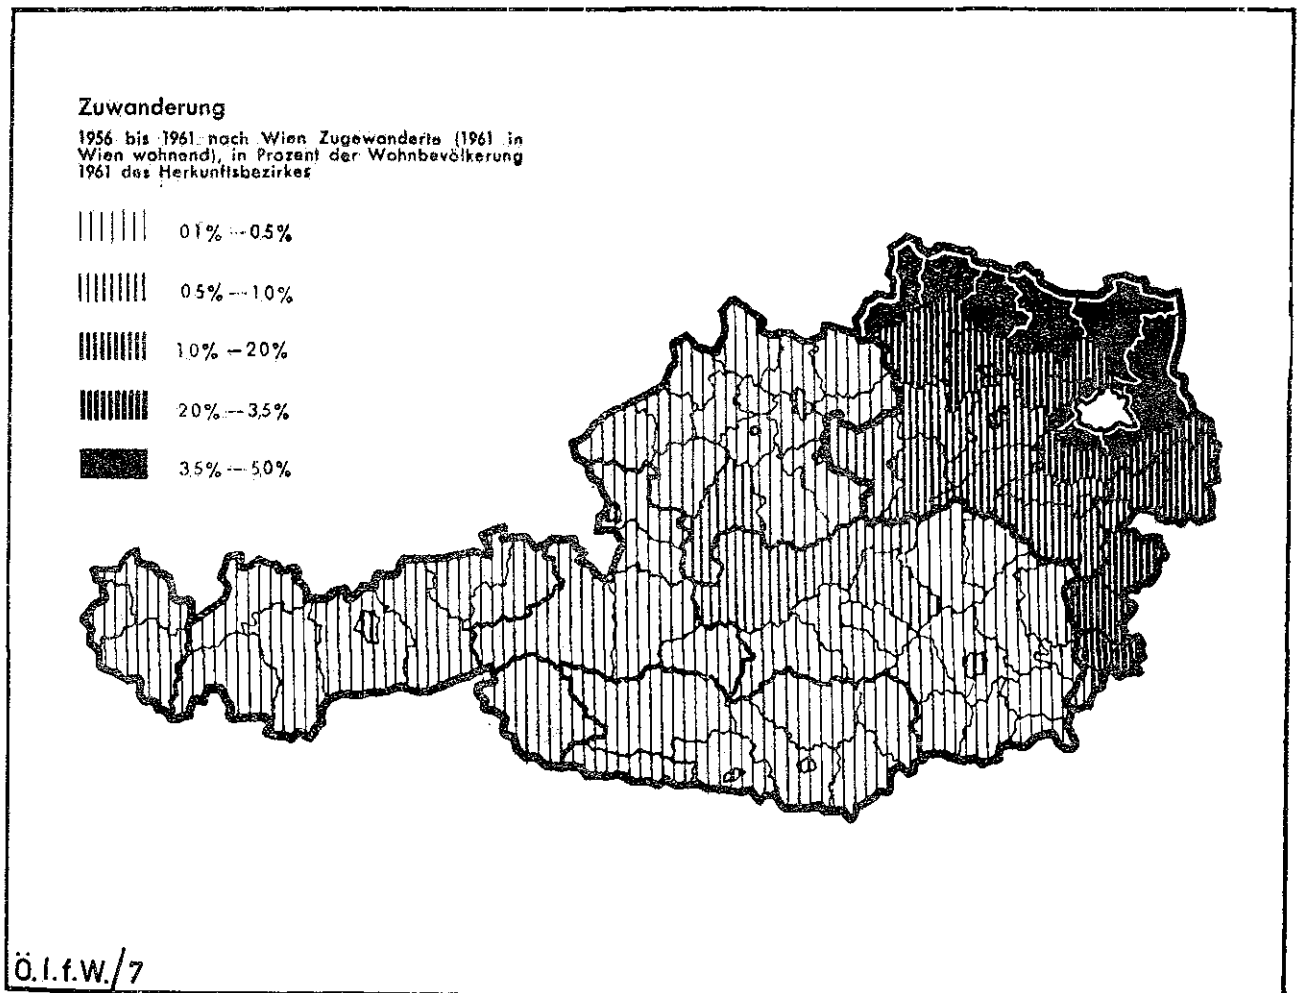 Zuwanderung
1956 bis 1961 nach Wien Zugewanderte (1961 in
Wien wohnend), in Prozent der Wohnbevölkerung
1961 des Herkunftsbezirkes
0.1% – 0.5%
0.5% – 1.0%
1.0% – 2.0%
2.0% – 3.5%
3.5% – 5.0%
Ö.I.f.W./7